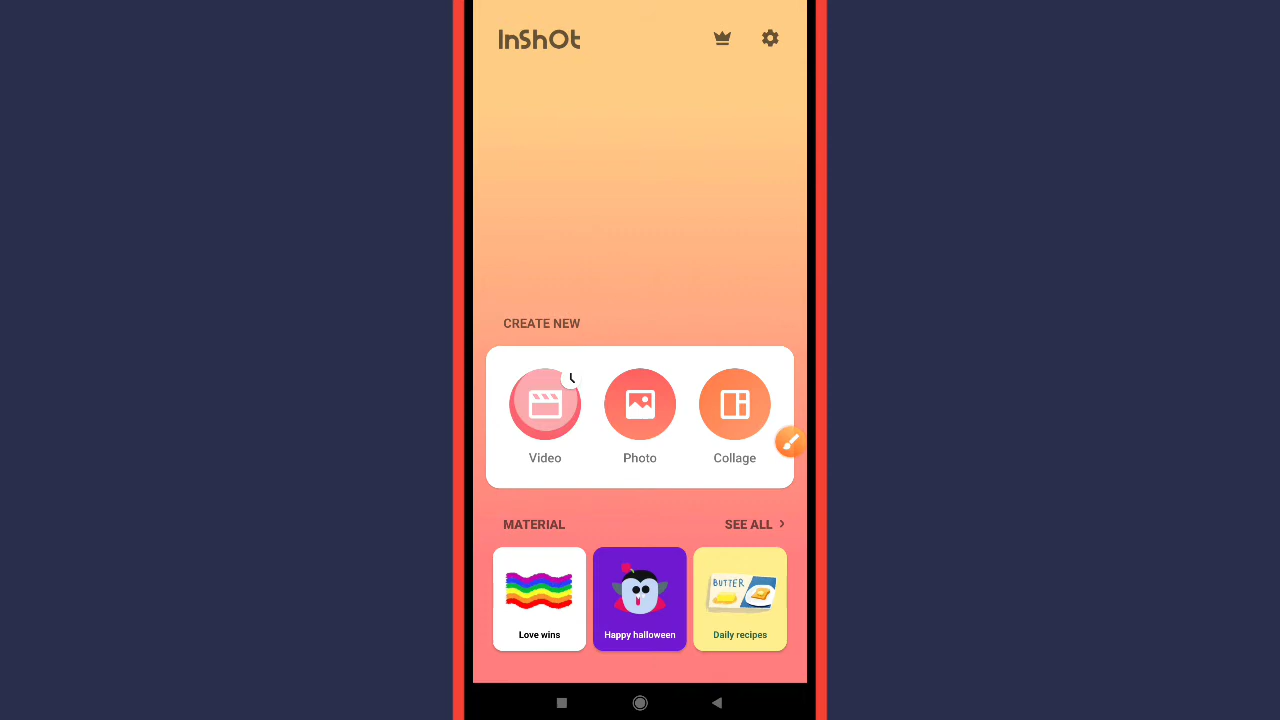 InShOt
CREATE NEW
Video Photo Collage
MATERIAL SEE ALL >
BUTTER
Love wins Happy halloween Daily recipes